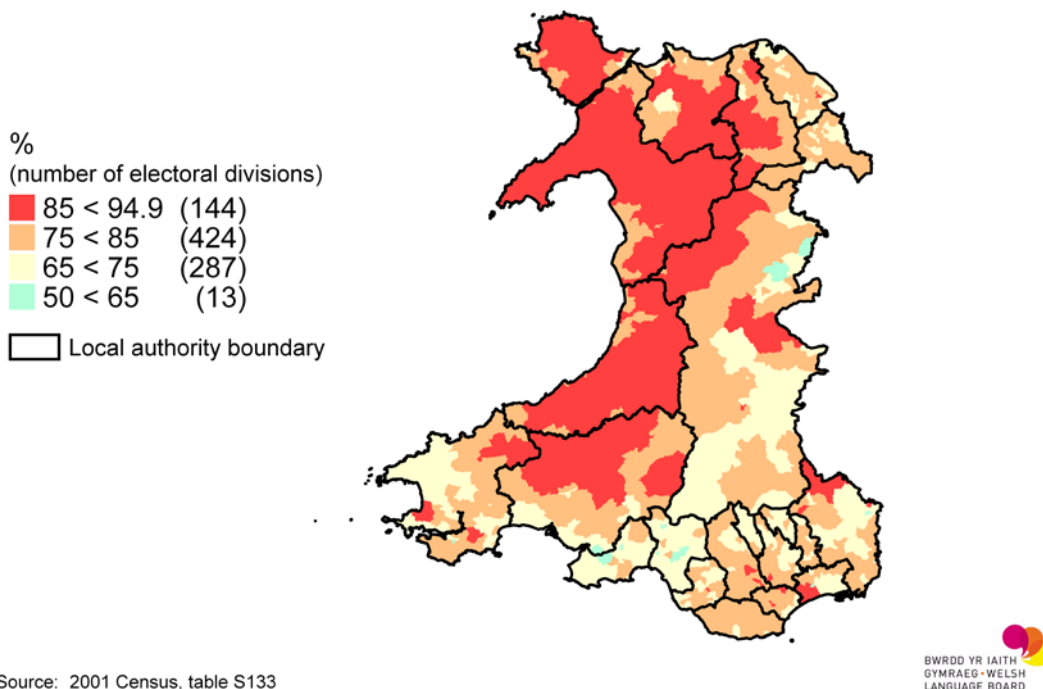 %
(number of electoral divisions)
85 < 94.9 (144)
75 < 85 (424)
65 < 75 (287)
50 < 65 (13)
Local authority boundary
Source: 2001 Census, table S133
BWRDD YR IAITH
GYMRAEG • WELSH
LANGUAGE BOARD